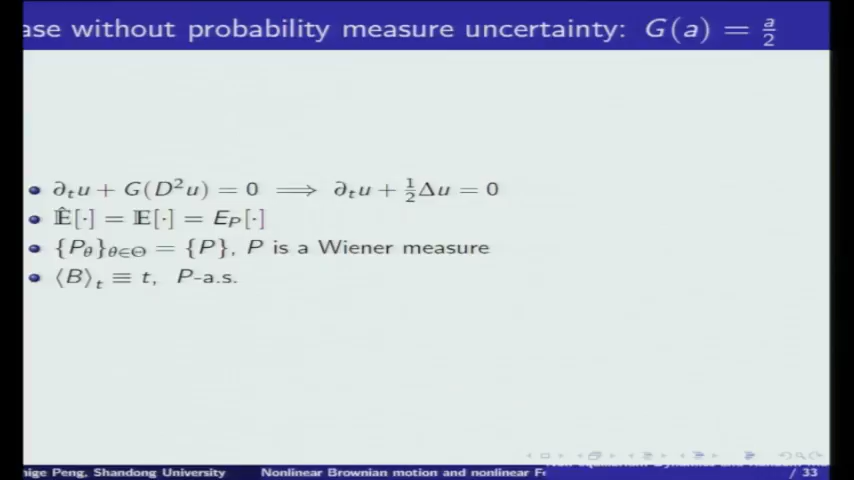 ase without probability measure uncertainty: G(a) = a/2
∂ₜu + G(D²u) = 0 ⟹ ∂ₜu + ½Δu = 0
Ê[·] = 𝔼[·] = E_P[·]
{P_θ}_{θ∈Θ} = {P}, P is a Wiener measure
⟨B⟩ₜ ≡ t, P-a.s.
nige Peng, Shandong University Nonlinear Brownian motion and nonlinear Fe / 33